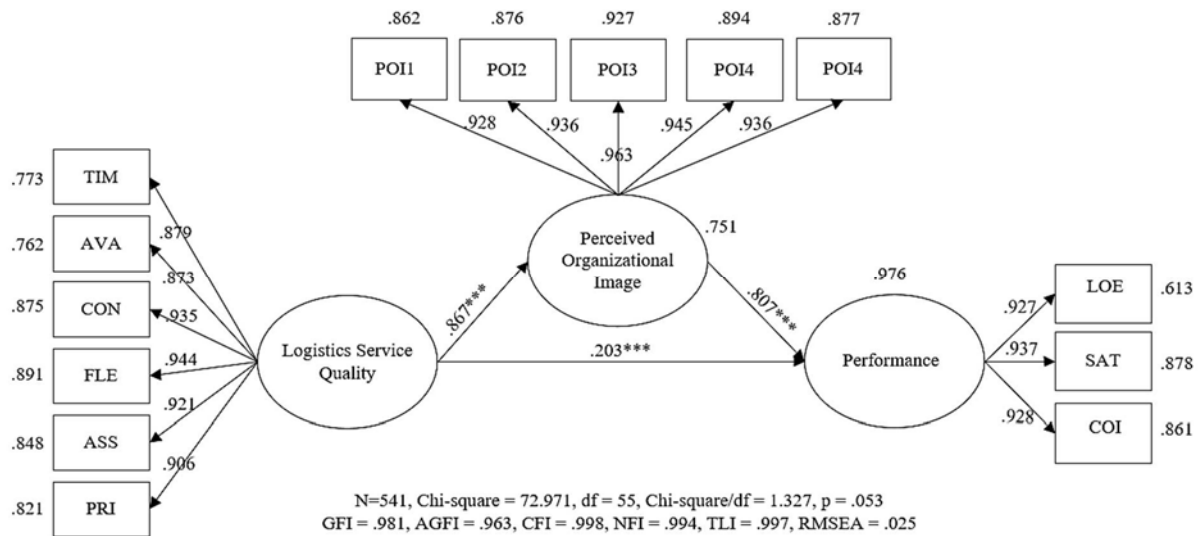 .862 .876 .927 .894 .877
POI1 POI2 POI3 POI4 POI4
.928 .936 .963 .945 .936
.773 TIM
.879
.762 AVA
.873
.875 CON
.935
.891 FLE
.944
.921
.848 ASS
.906
.821 PRI
Logistics Service
Quality
.867***
Perceived
Organizational
Image
.751
.807***
.203***
.976
Performance
.927 LOE .613
.937 SAT .878
.928 COI .861
N=541, Chi-square = 72.971, df = 55, Chi-square/df = 1.327, p = .053
GFI = .981, AGFI = .963, CFI = .998, NFI = .994, TLI = .997, RMSEA = .025